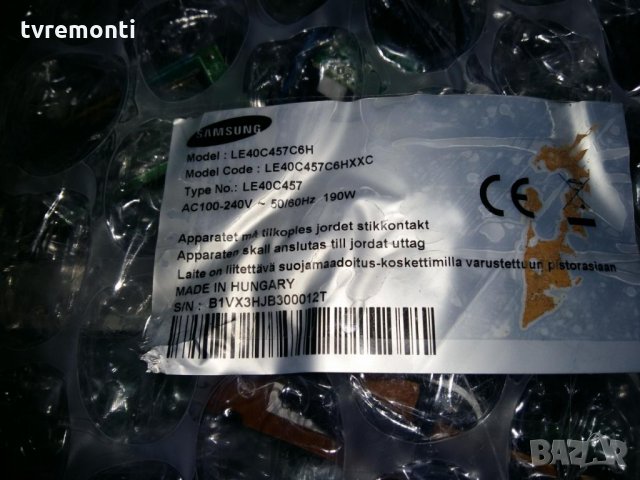 tvremonti
SAMSUNG
Model : LE40C457C6H
Model Code : LE40C457C6HXXC
Type No.: LE40C457
AC100-240V ~ 50/60Hz 190W
Apparatet må tilkoples jordet stikkontakt
Apparaten skall anslutas till jordat uttag
Laite on liitettävä suojamaadoitus-koskettimilla varustettuun pistorasiaan
MADE IN HUNGARY
S/N : B1VX3HJB300012T
CE
BAZAR